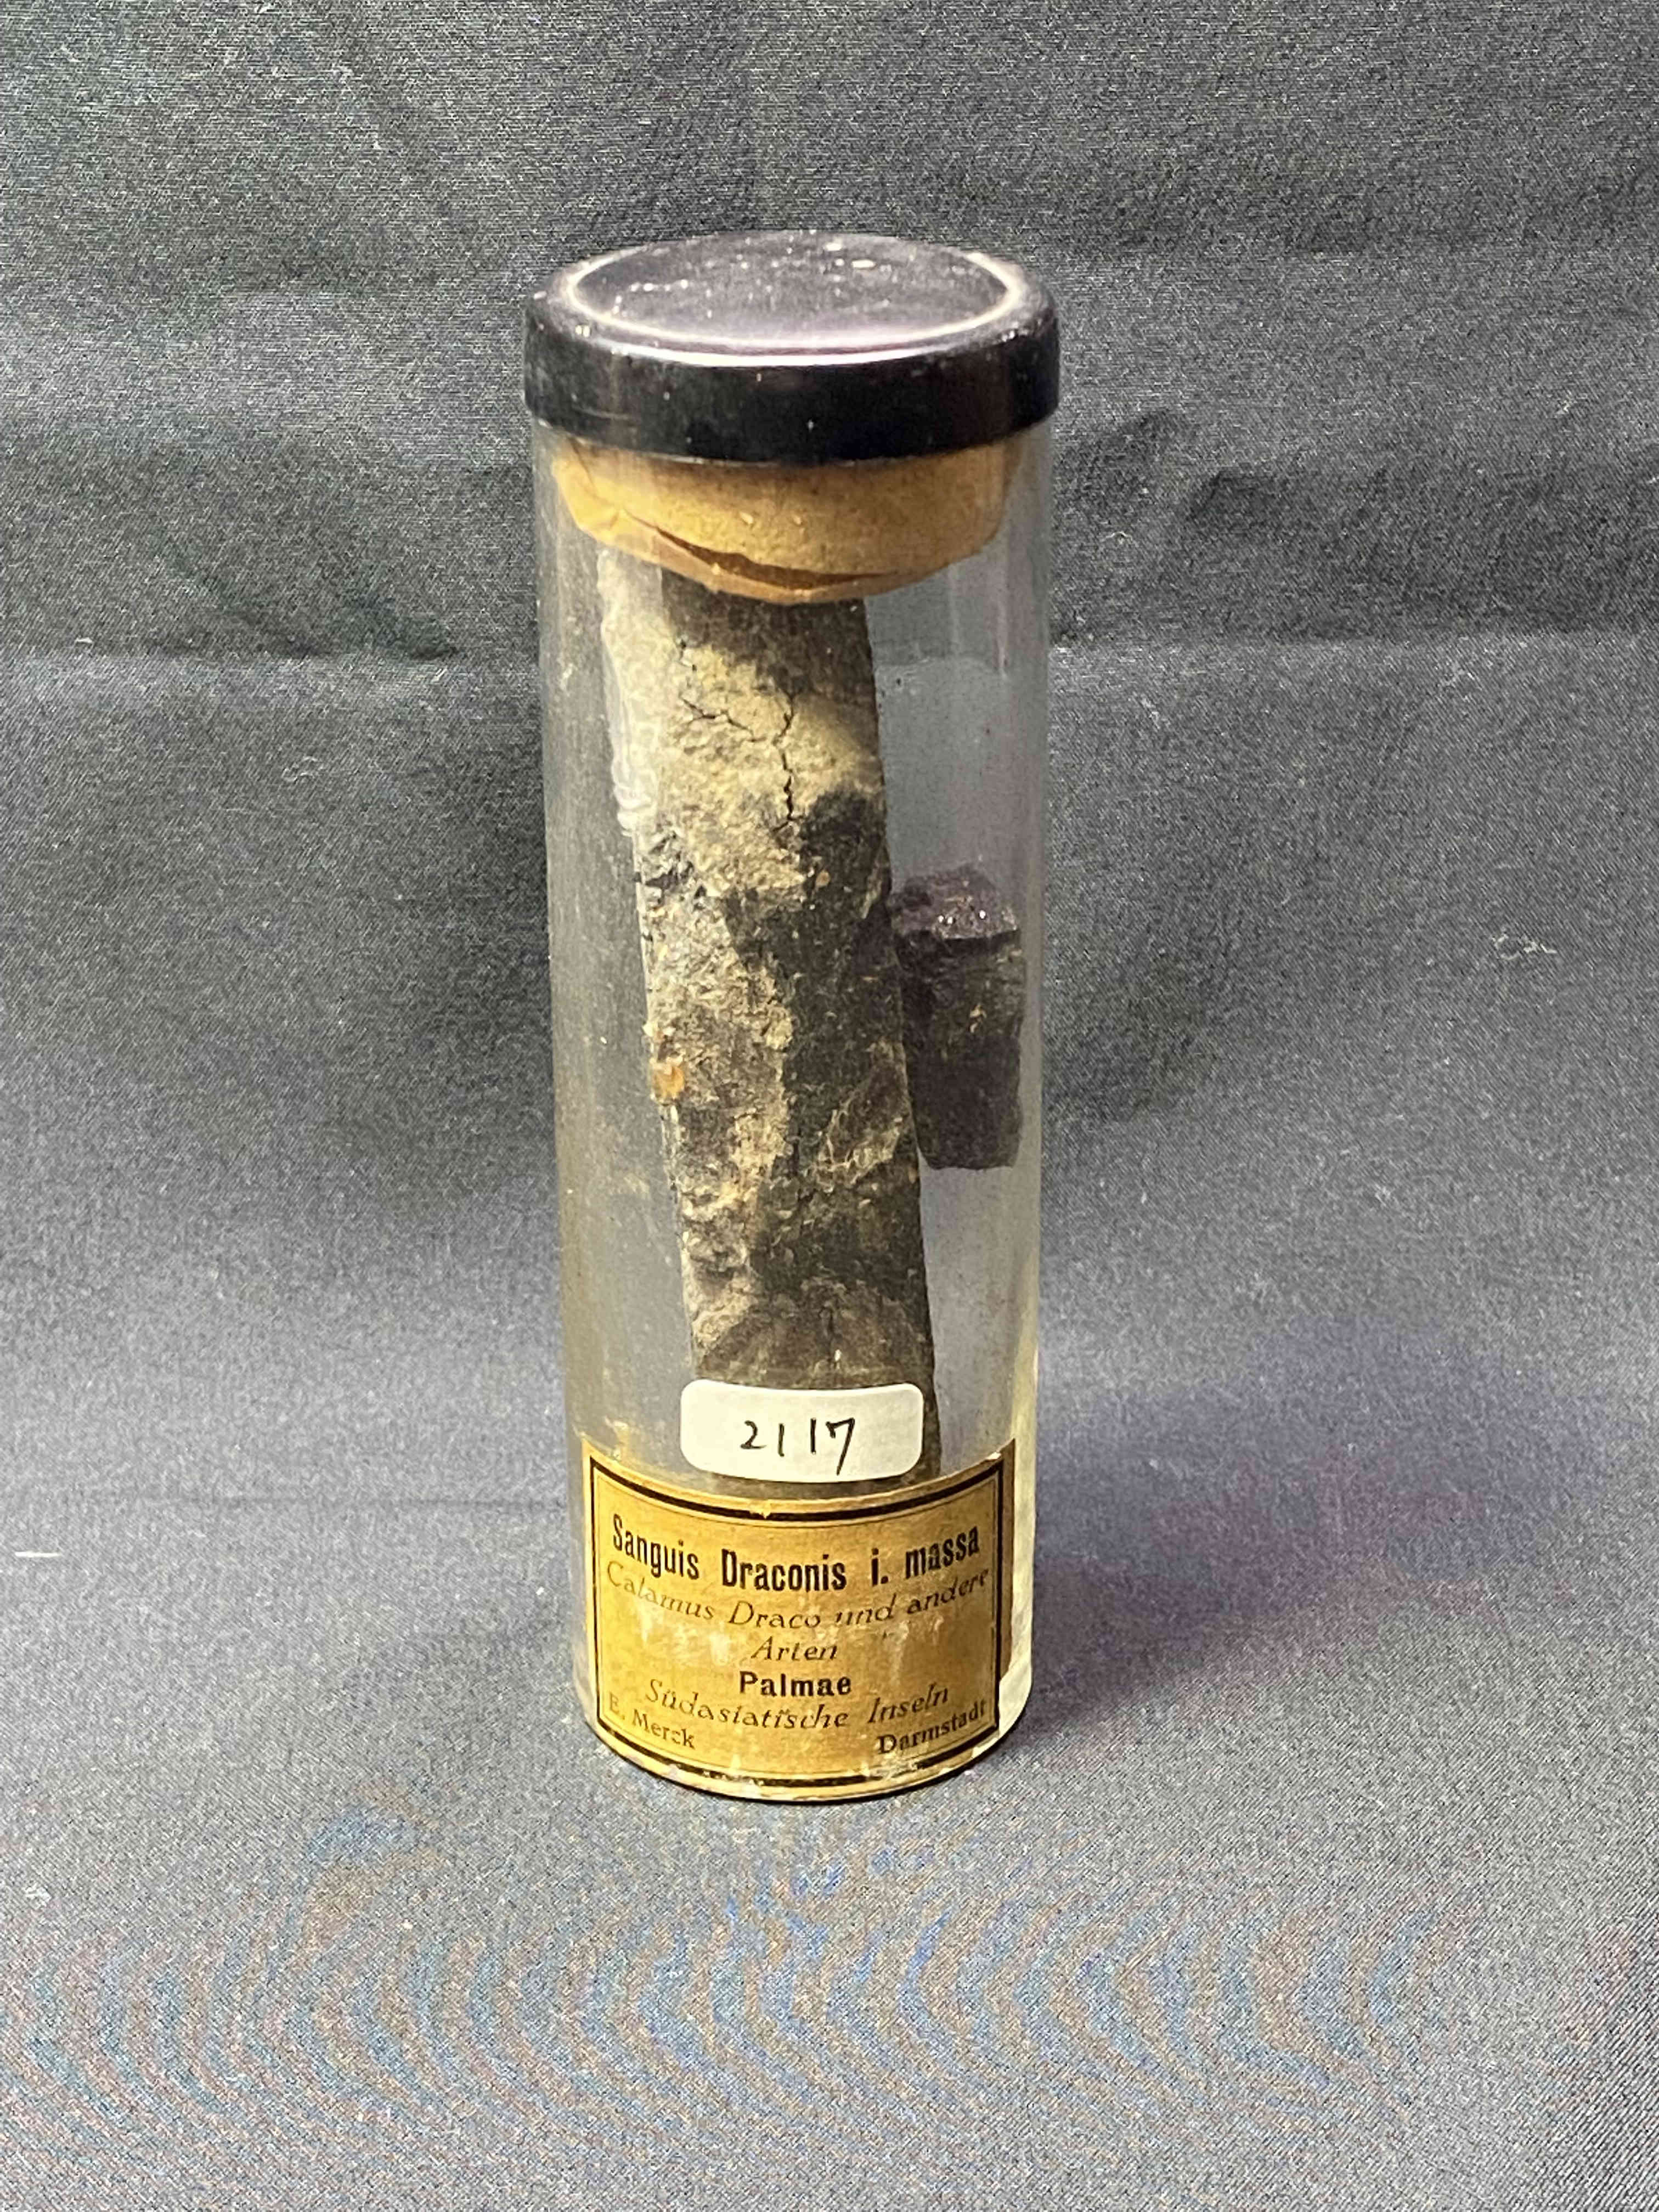 2117
Sanguis Draconis i. massa
Calamus Draco und andere
Arten
Palmae
Südasiatische Inseln
E. Merck Darmstadt